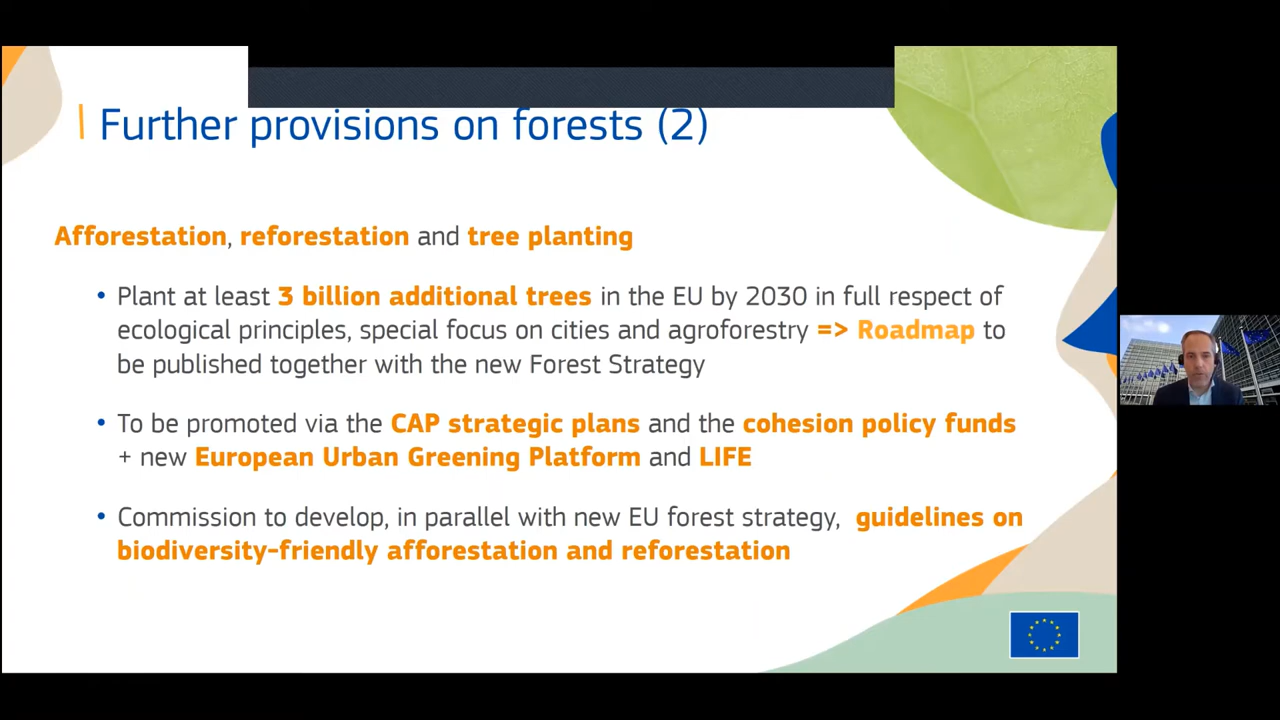 Further provisions on forests (2)
Afforestation, reforestation and tree planting
• Plant at least 3 billion additional trees in the EU by 2030 in full respect of
ecological principles, special focus on cities and agroforestry => Roadmap to
be published together with the new Forest Strategy
• To be promoted via the CAP strategic plans and the cohesion policy funds
+ new European Urban Greening Platform and LIFE
• Commission to develop, in parallel with new EU forest strategy, guidelines on
biodiversity-friendly afforestation and reforestation